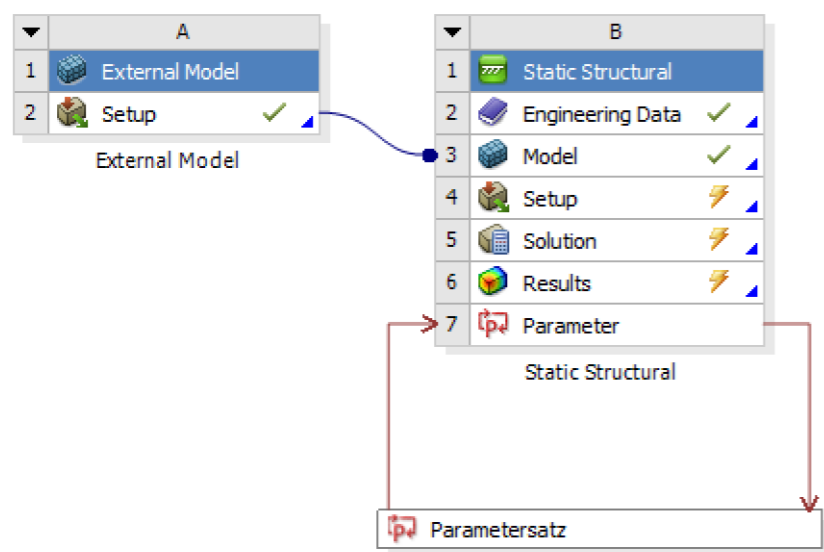 A
1 External Model
2 Setup
External Model
B
1 Static Structural
2 Engineering Data
3 Model
4 Setup
5 Solution
6 Results
7 Parameter
Static Structural
Parametersatz